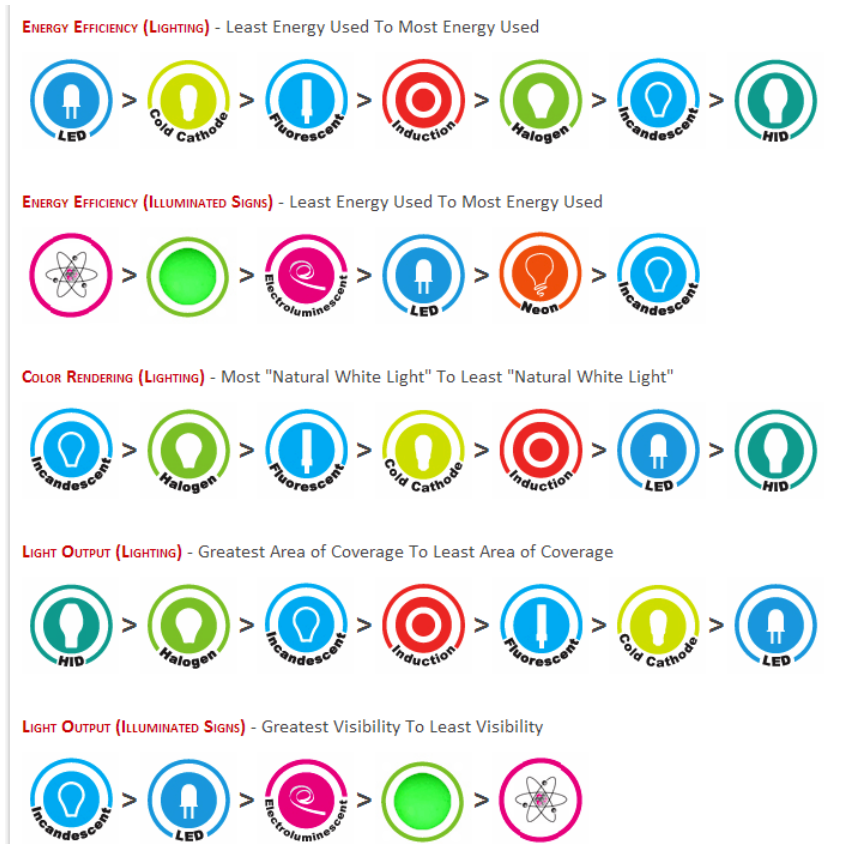 Energy Efficiency (Lighting) - Least Energy Used To Most Energy Used
LED > Cold Cathode > Fluorescent > Induction > Halogen > Incandescent > HID
Energy Efficiency (Illuminated Signs) - Least Energy Used To Most Energy Used
> > Electroluminescent > LED > Neon > Incandescent
Color Rendering (Lighting) - Most "Natural White Light" To Least "Natural White Light"
Incandescent > Halogen > Fluorescent > Cold Cathode > Induction > LED > HID
Light Output (Lighting) - Greatest Area of Coverage To Least Area of Coverage
HID > Halogen > Incandescent > Induction > Fluorescent > Cold Cathode > LED
Light Output (Illuminated Signs) - Greatest Visibility To Least Visibility
Incandescent > LED > Electroluminescent > >